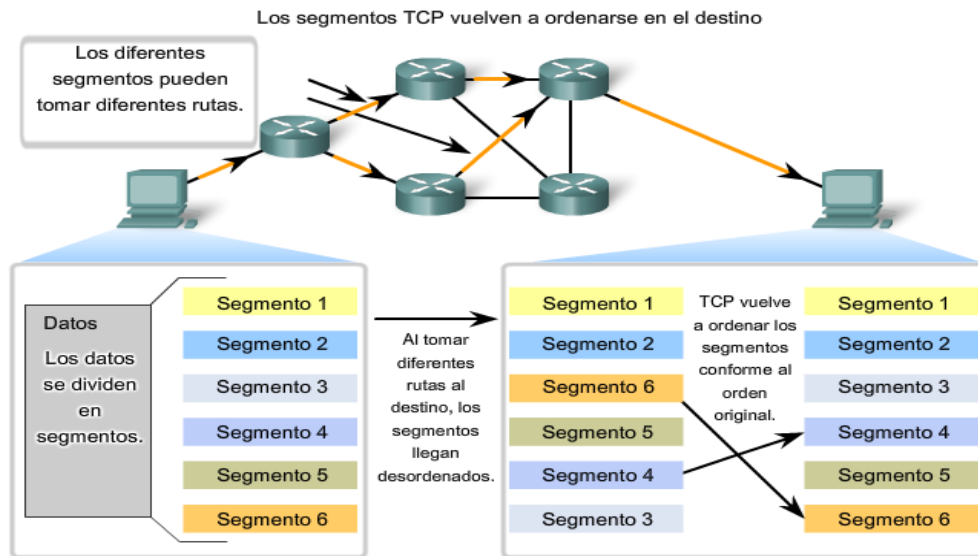 Los segmentos TCP vuelven a ordenarse en el destino
Los diferentes
segmentos pueden
tomar diferentes rutas.
Datos
Los datos
se dividen
en
segmentos.
Segmento 1
Segmento 2
Segmento 3
Segmento 4
Segmento 5
Segmento 6
Al tomar
diferentes
rutas al
destino, los
segmentos
llegan
desordenados.
Segmento 1
Segmento 2
Segmento 6
Segmento 5
Segmento 4
Segmento 3
TCP vuelve
a ordenar los
segmentos
conforme al
orden
original.
Segmento 1
Segmento 2
Segmento 3
Segmento 4
Segmento 5
Segmento 6